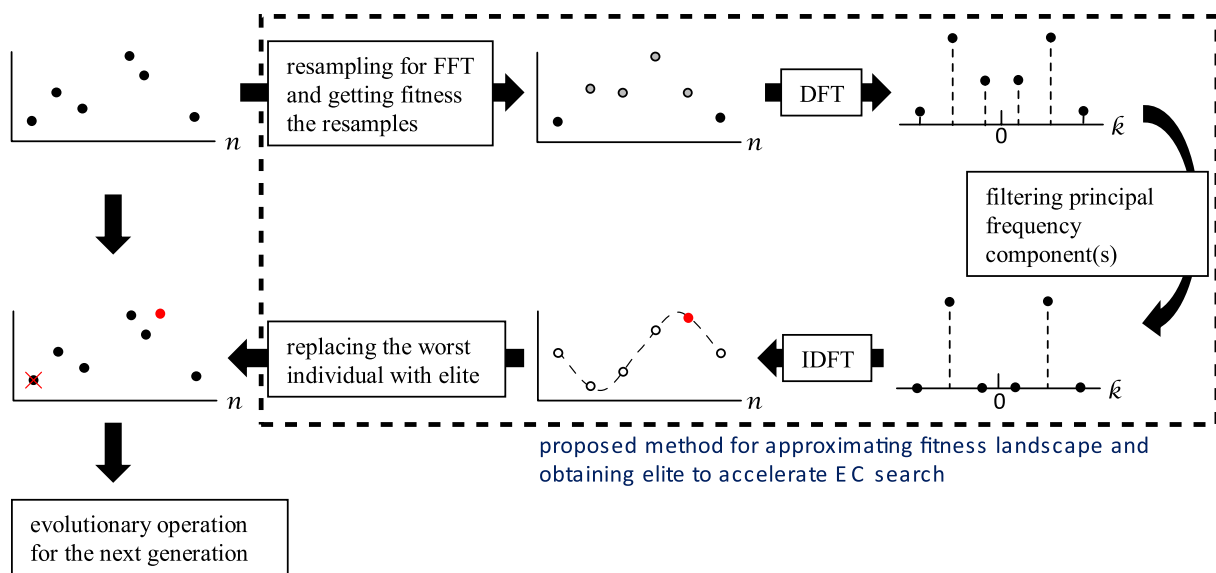 n
resampling for FFT
and getting fitness
the resamples
n
DFT
0
k
filtering principal
frequency
component(s)
n
replacing the worst
individual with elite
n
IDFT
0
k
proposed method for approximating fitness landscape and
obtaining elite to accelerate EC search
evolutionary operation
for the next generation